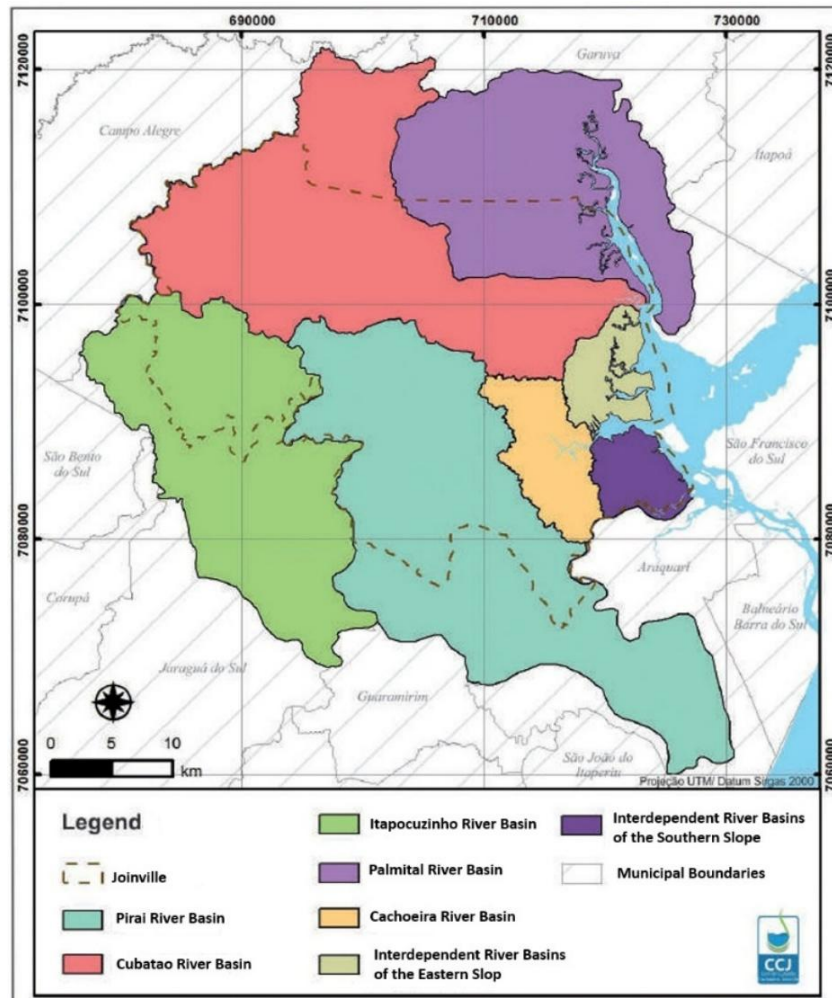 690000 710000 730000
7120000 7120000
Garuva
Campo Alegre
Itapoá
7100000 7100000
São Bento
do Sul
São Francisco
do Sul
7080000 7080000
Araquari
Corupá
Balneário
Barra do Sul
Jaraguá do Sul
Guaramirim
0 5 10
km
São João do
Itaperiu
7060000 7060000
Projeção UTM/ Datum Sirgas 2000
Legend
Joinville
Pirai River Basin
Cubatao River Basin
Itapocuzinho River Basin
Palmital River Basin
Cachoeira River Basin
Interdependent River Basins
of the Eastern Slop
Interdependent River Basins
of the Southern Slope
Municipal Boundaries
CCJ